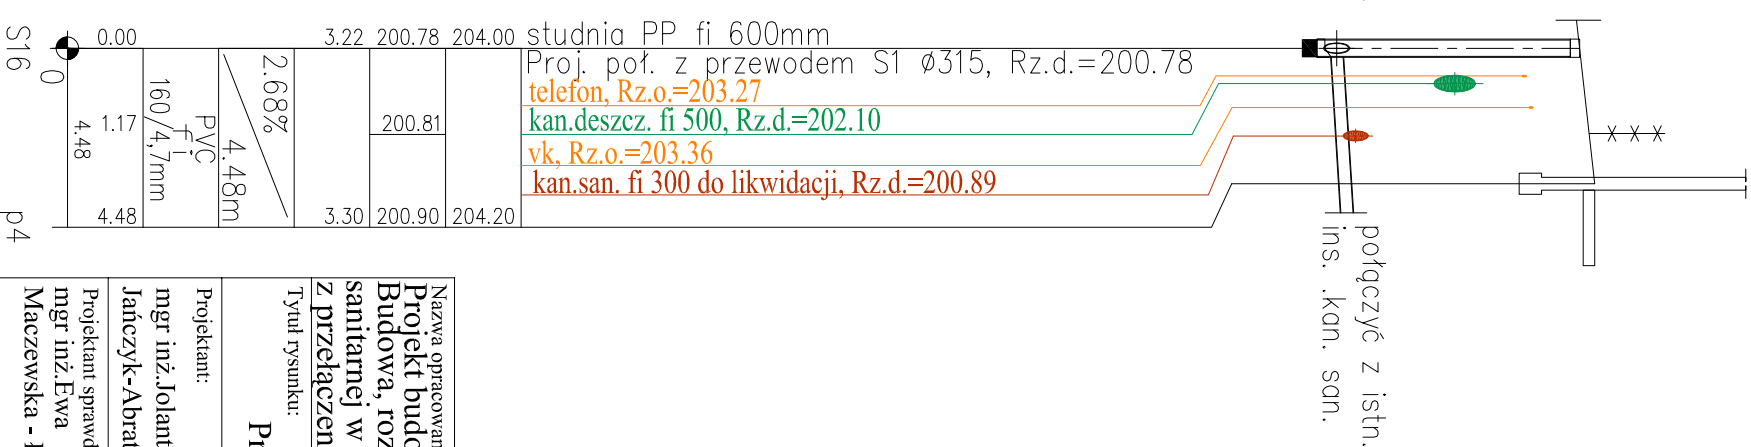 S16
0
0.00
3.22 200.78 204.00
studnia PP fi 600mm
Proj. poł. z przewodem S1 ø315, Rz.d.=200.78
telefon, Rz.o.=203.27
kan.deszcz. fi 500, Rz.d.=202.10
vk, Rz.o.=203.36
kan.san. fi 300 do likwidacji, Rz.d.=200.89
1.17
4.48
200.81
PVC
fi
160/4,7mm
2.68%
4.48m
p4
4.48
3.30 200.90 204.20
połączyć z istn.
ins. .kan. san.
Nazwa opracowan
Projekt budo
Budowa, roz
sanitarnej w
z przełączen
Tytuł rysunku:
Pr
Projektant:
mgr inż.Jolant
Jańczyk-Abrat
Projektant sprawd
mgr inż.Ewa
Maczewska -